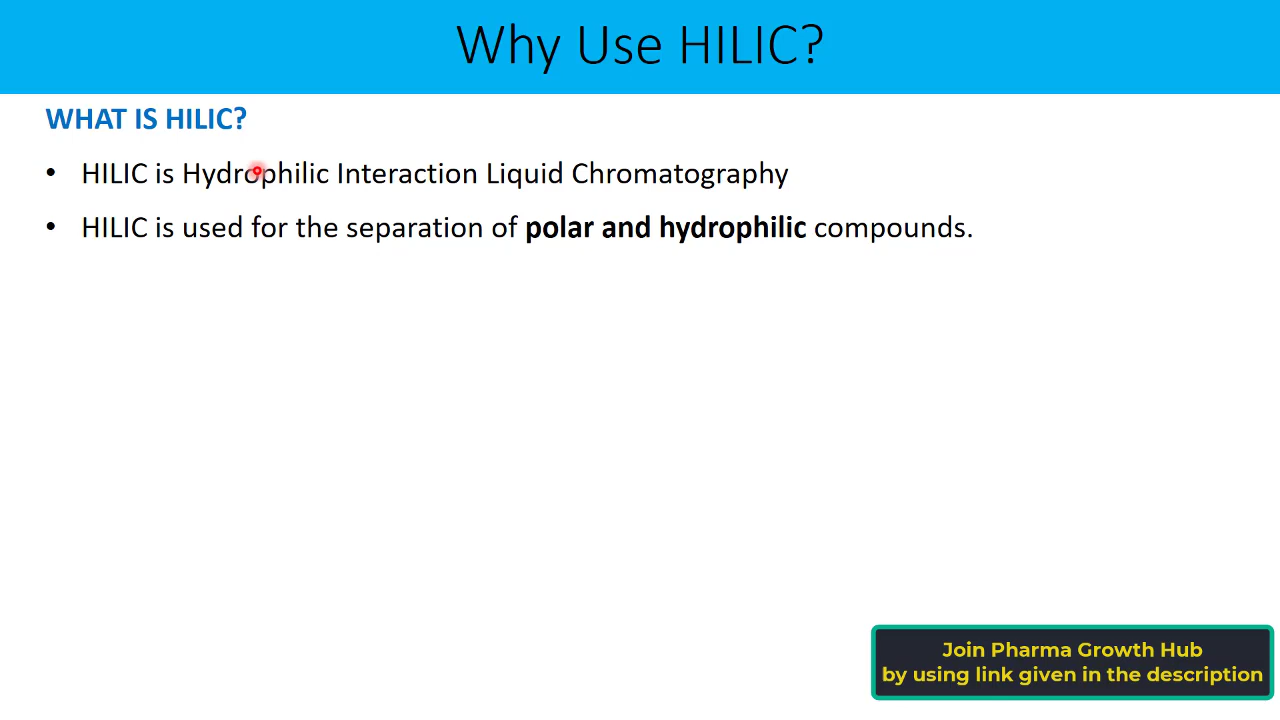 Why Use HILIC?
WHAT IS HILIC?
• HILIC is Hydrophilic Interaction Liquid Chromatography
• HILIC is used for the separation of polar and hydrophilic compounds.
Join Pharma Growth Hub
by using link given in the description